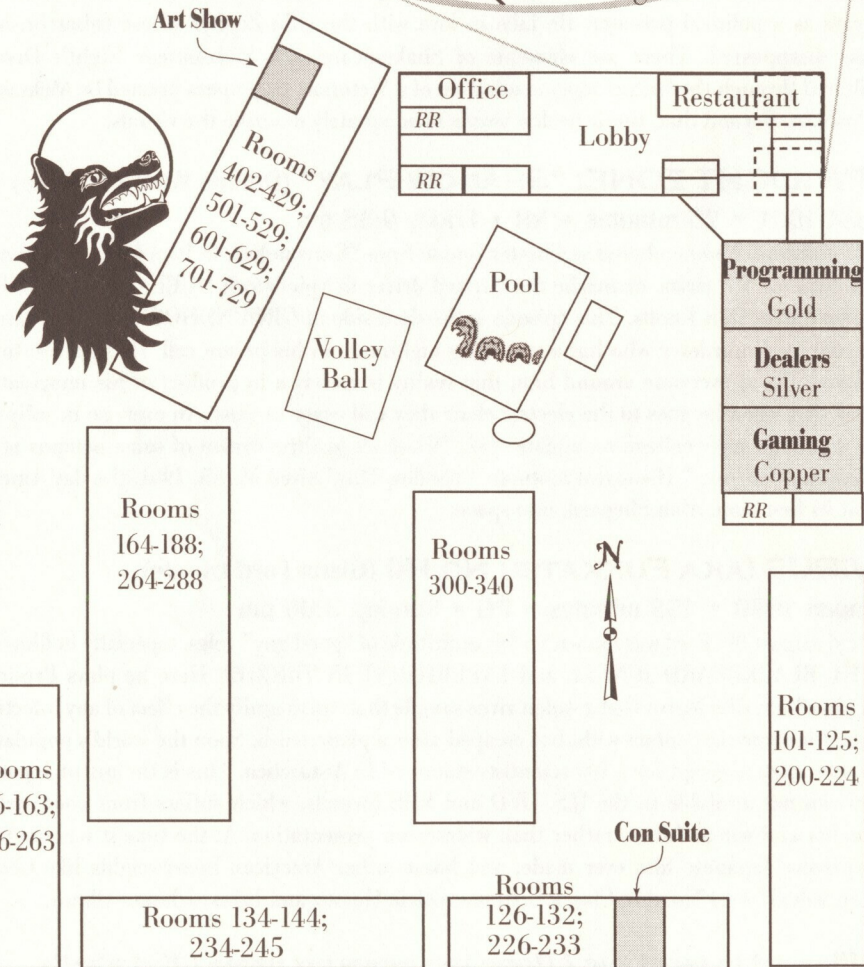 Art Show
Office
RR
RR
Restaurant
Lobby
Rooms
402-429;
501-529;
601-629;
701-729
Pool
Volley
Ball
Programming
Gold
Dealers
Silver
Gaming
Copper
RR
Rooms
164-188;
264-288
Rooms
300-340
N
Rooms
101-125;
200-224
Con Suite
Rooms 134-144;
234-245
Rooms
126-132;
226-233